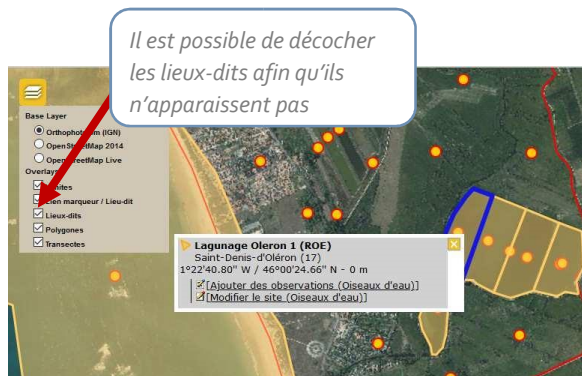 Il est possible de décocher
les lieux-dits afin qu'ils
n'apparaissent pas
Base Layer
(IGN)
OpenStreetMap 2014
OpenStreetMap Live
Overlays
Lien marqueur / Lieu-dit
Lieux-dits
Polygones
Transectes
Lagunage Oleron 1 (ROE)
Saint-Denis-d'Oléron (17)
1°22'40.80" W / 46°00'24.66" N - 0 m
[Ajouter des observations (Oiseaux d'eau)]
[Modifier le site (Oiseaux d'eau)]